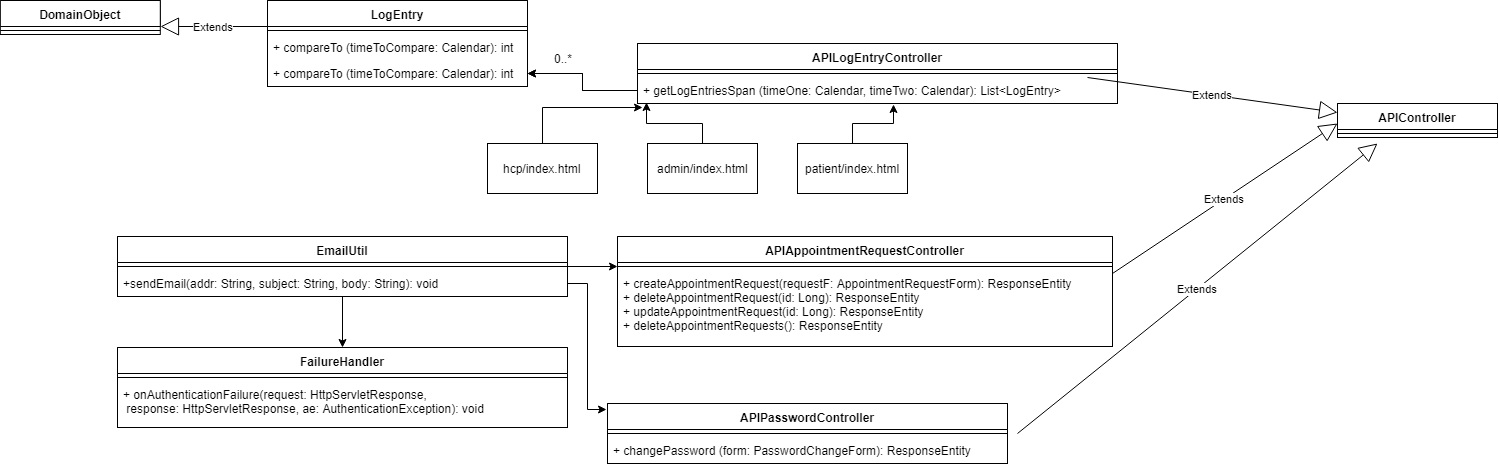 DomainObject
Extends
LogEntry
+ compareTo (timeToCompare: Calendar): int
+ compareTo (timeToCompare: Calendar): int
0..*
APILogEntryController
+ getLogEntriesSpan (timeOne: Calendar, timeTwo: Calendar): List<LogEntry>
Extends
APIController
hcp/index.html
admin/index.html
patient/index.html
Extends
EmailUtil
+sendEmail(addr: String, subject: String, body: String): void
APIAppointmentRequestController
+ createAppointmentRequest(requestF: AppointmentRequestForm): ResponseEntity
+ deleteAppointmentRequest(id: Long): ResponseEntity
+ updateAppointmentRequest(id: Long): ResponseEntity
+ deleteAppointmentRequests(): ResponseEntity
Extends
FailureHandler
+ onAuthenticationFailure(request: HttpServletResponse,
response: HttpServletResponse, ae: AuthenticationException): void
APIPasswordController
+ changePassword (form: PasswordChangeForm): ResponseEntity